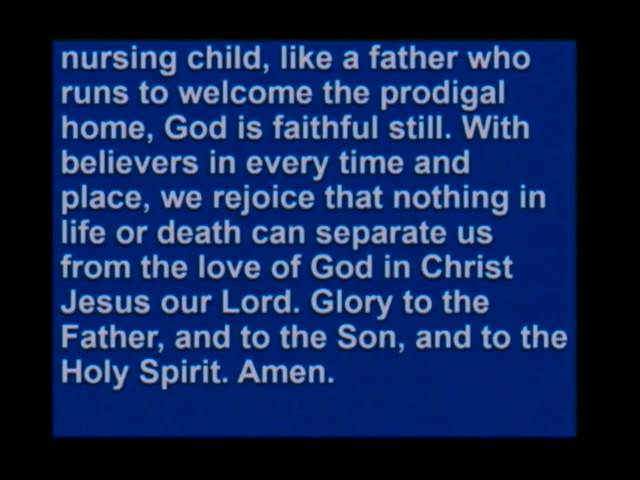 nursing child, like a father who
runs to welcome the prodigal
home, God is faithful still. With
believers in every time and
place, we rejoice that nothing in
life or death can separate us
from the love of God in Christ
Jesus our Lord. Glory to the
Father, and to the Son, and to the
Holy Spirit. Amen.